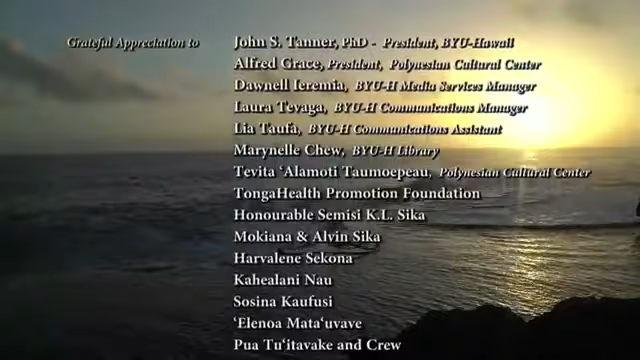 Grateful Appreciation to John S. Tanner, PhD - President, BYU-Hawaii
Alfred Grace, President, Polynesian Cultural Center
Dawnell Ieremia, BYU-H Media Services Manager
Laura Tevaga, BYU-H Communications Manager
Lia Taufa, BYU-H Communications Assistant
Marynelle Chew, BYU-H Library
Tevita ʻAlamoti Taumoepeau, Polynesian Cultural Center
TongaHealth Promotion Foundation
Honourable Semisi K.L. Sika
Mokiana & Alvin Sika
Harvalene Sekona
Kahealani Nau
Sosina Kaufusi
ʻElenoa Mataʻuvave
Pua Tuʻitavake and Crew